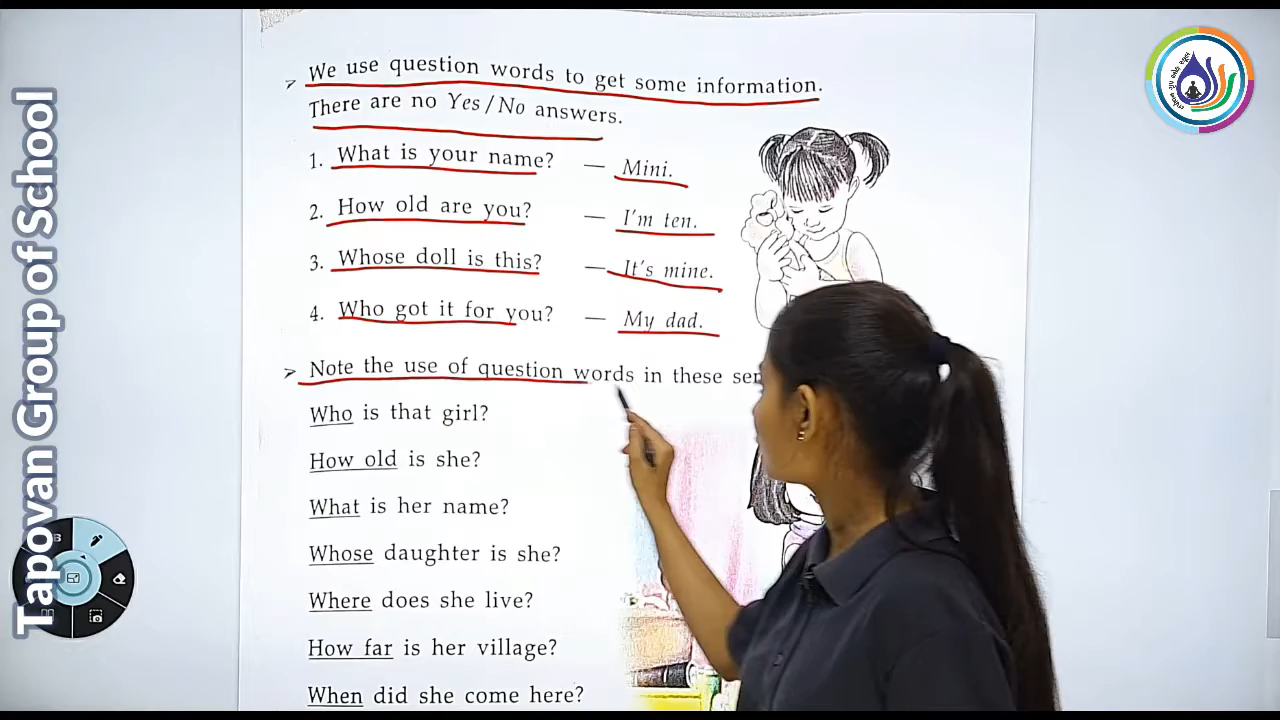 Tapovan Group of School
➢ We use question words to get some information.
There are no Yes/No answers.
1. What is your name? — Mini.
2. How old are you? — I'm ten.
3. Whose doll is this? — It's mine.
4. Who got it for you? — My dad.
➢ Note the use of question words in these
Who is that girl?
How old is she?
What is her name?
Whose daughter is she?
Where does she live?
How far is her village?
When did she come here?